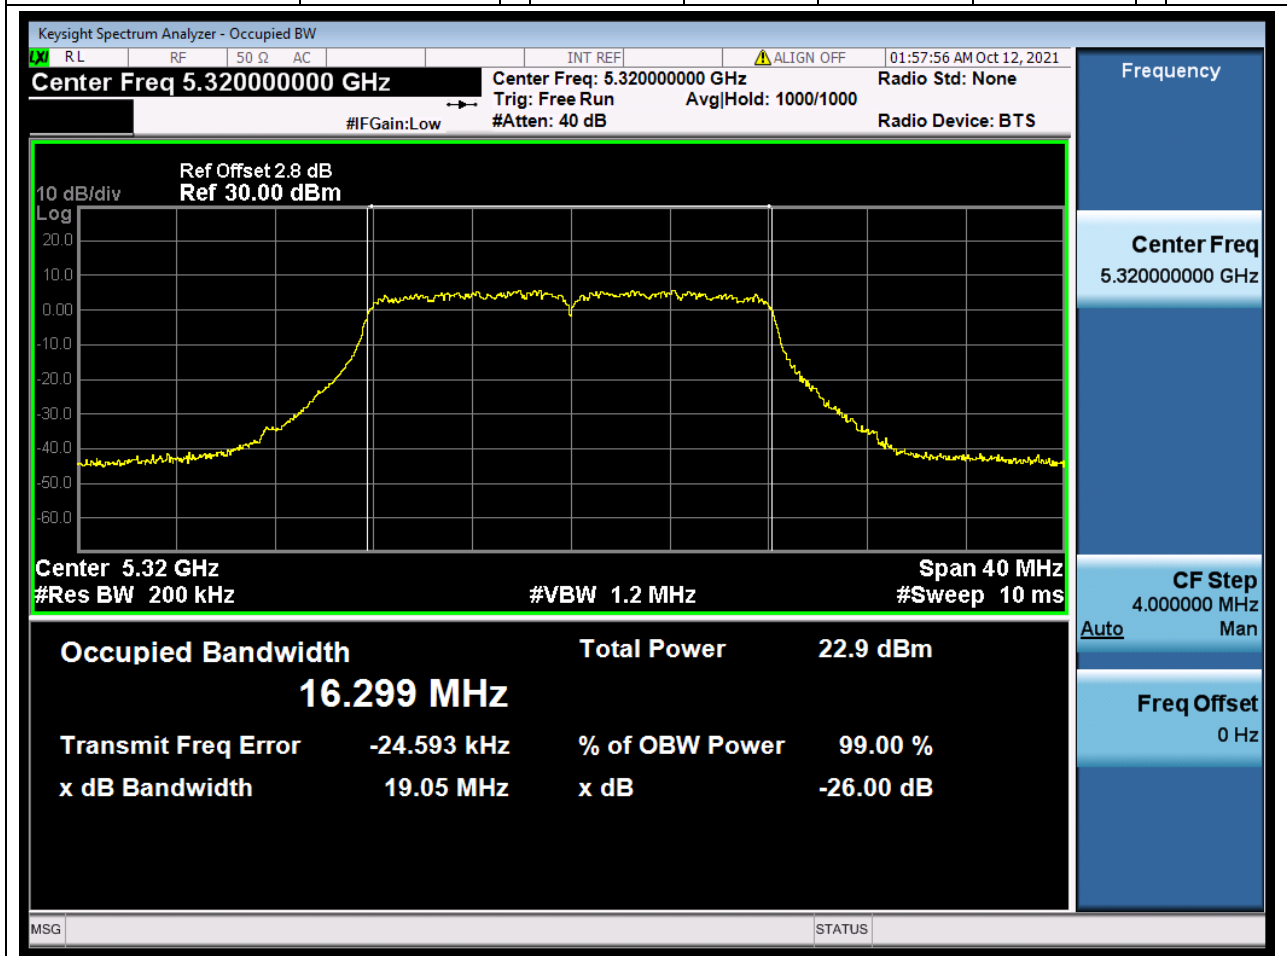 Keysight Spectrum Analyzer - Occupied BW
LXI RL RF 50 Ω AC INT REF ALIGN OFF 01:57:56 AM Oct 12, 2021
Center Freq 5.320000000 GHz
Center Freq: 5.320000000 GHz
Radio Std: None
Trig: Free Run Avg|Hold: 1000/1000
#IFGain:Low
#Atten: 40 dB
Radio Device: BTS
Ref Offset 2.8 dB
10 dB/div Ref 30.00 dBm
Log
20.0
10.0
0.00
-10.0
-20.0
-30.0
-40.0
-50.0
-60.0
Center 5.32 GHz Span 40 MHz
#Res BW 200 kHz #VBW 1.2 MHz #Sweep 10 ms
Occupied Bandwidth Total Power 22.9 dBm
16.299 MHz
Transmit Freq Error -24.593 kHz % of OBW Power 99.00 %
x dB Bandwidth 19.05 MHz x dB -26.00 dB
MSG STATUS
Frequency
Center Freq
5.320000000 GHz
CF Step
4.000000 MHz
Auto Man
Freq Offset
0 Hz